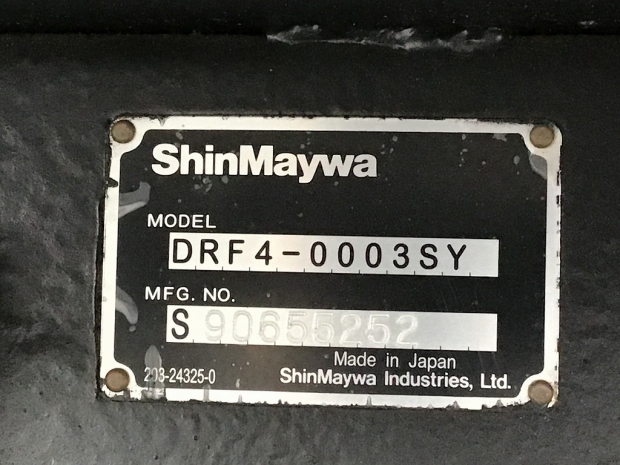 ShinMaywa
MODEL
DRF4-0003SY
MFG. NO.
S 90655252
Made in Japan
203-24325-0
ShinMaywa Industries, Ltd.